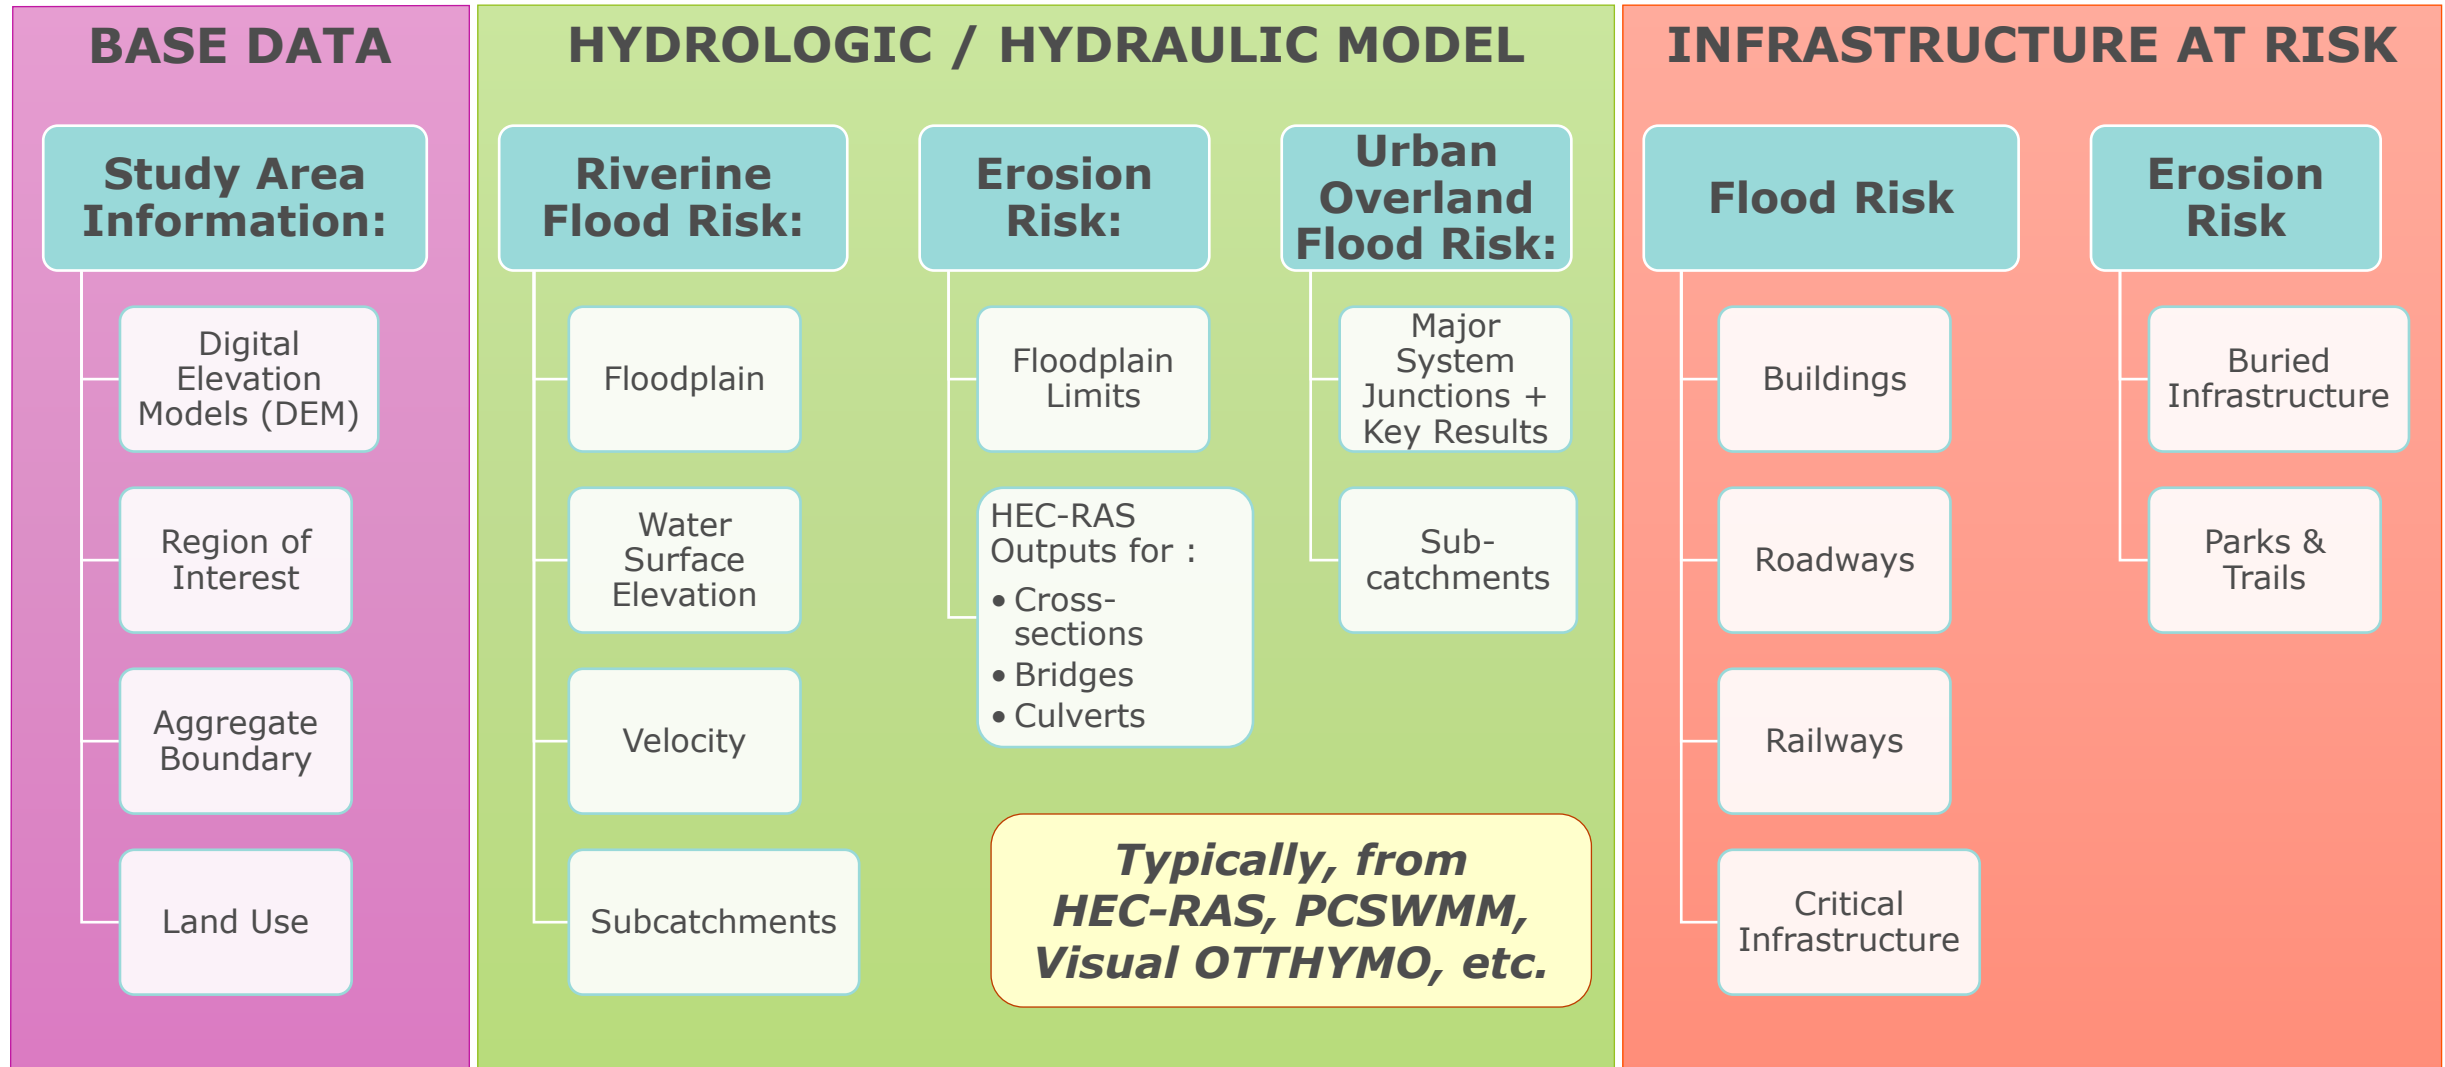 BASE DATA
Study Area
Information:
Digital
Elevation
Models (DEM)
Region of
Interest
Aggregate
Boundary
Land Use
HYDROLOGIC / HYDRAULIC MODEL
Riverine
Flood Risk:
Floodplain
Water
Surface
Elevation
Velocity
Subcatchments
Erosion
Risk:
Floodplain
Limits
HEC-RAS
Outputs for :
• Cross-
sections
• Bridges
• Culverts
Urban
Overland
Flood Risk:
Major
System
Junctions +
Key Results
Sub-
catchments
Typically, from
HEC-RAS, PCSWMM,
Visual OTTHYMO, etc.
INFRASTRUCTURE AT RISK
Flood Risk
Buildings
Roadways
Railways
Critical
Infrastructure
Erosion
Risk
Buried
Infrastructure
Parks &
Trails